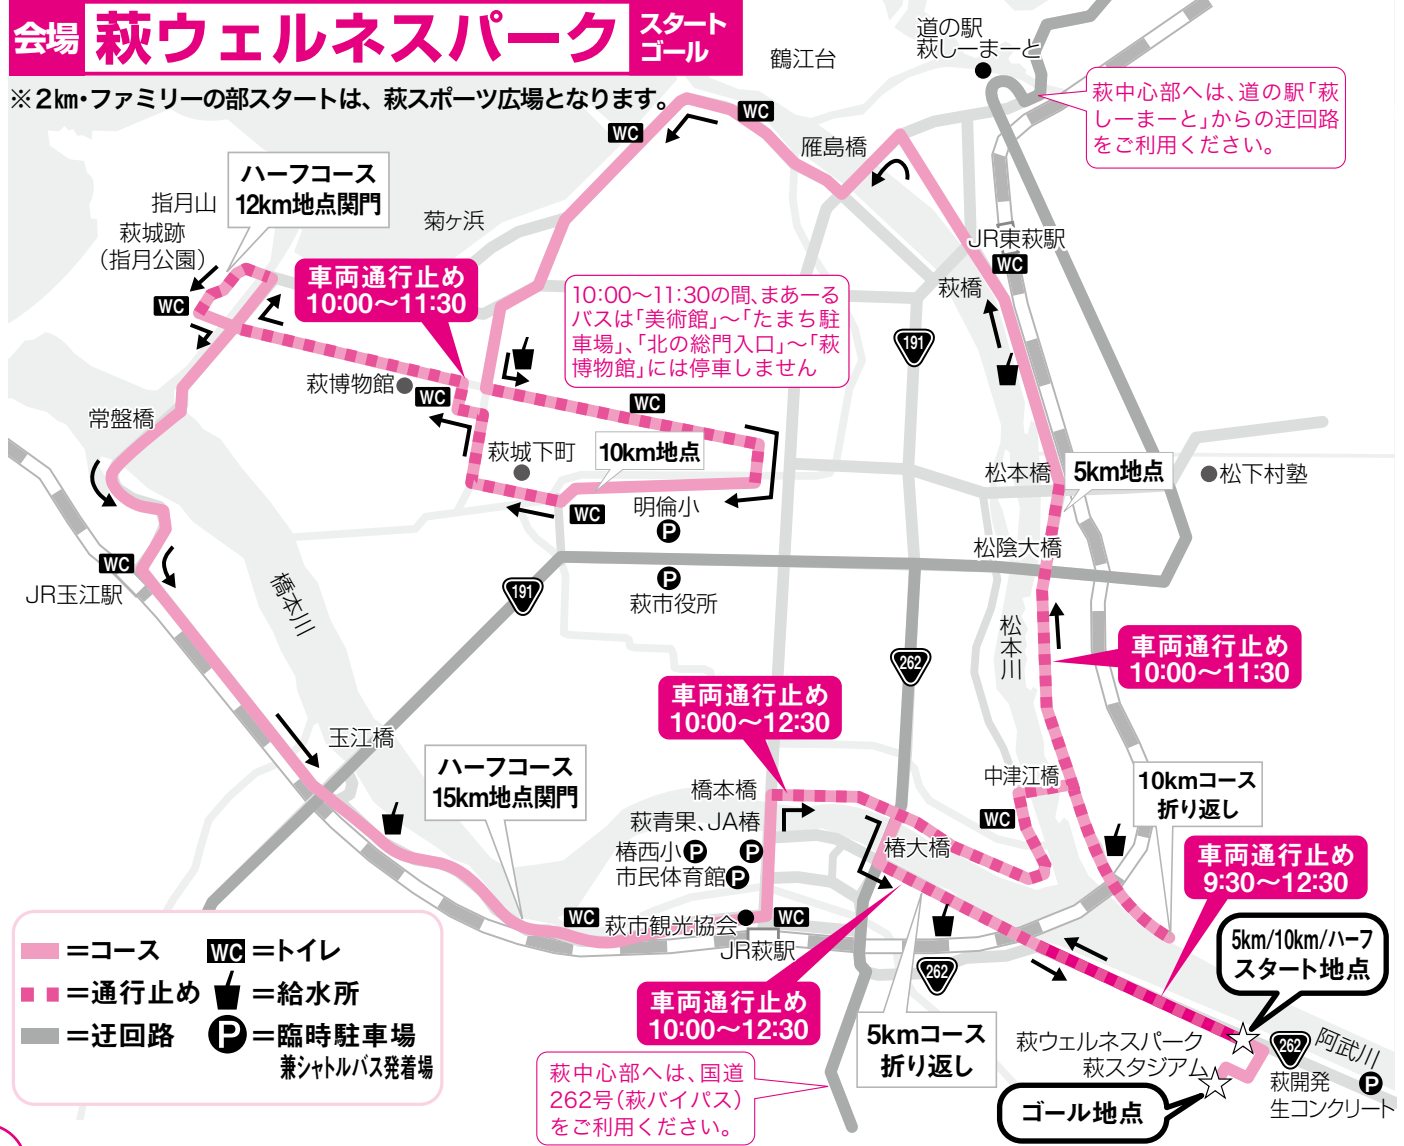 会場 萩ウェルネスパーク スタート
ゴール
※2km・ファミリーの部スタートは、萩スポーツ広場となります。
鶴江台
道の駅
萩しーまーと
萩中心部へは、道の駅「萩
しーまーと」からの迂回路
をご利用ください。
WC
WC
雁島橋
ハーフコース
12km地点関門
指月山
萩城跡
(指月公園)
菊ヶ浜
JR東萩駅
WC
萩橋
車両通行止め
10:00〜11:30
WC
10:00〜11:30の間、まあーる
バスは「美術館」〜「たまち駐
車場」、「北の総門入口」〜「萩
博物館」には停車しません
191
萩博物館
WC
WC
常盤橋
萩城下町
10km地点
松本橋
5km地点
松下村塾
WC
明倫小
P
松陰大橋
WC
JR玉江駅
橋本川
191
P
萩市役所
松本川
262
車両通行止め
10:00〜11:30
車両通行止め
10:00〜12:30
玉江橋
ハーフコース
15km地点関門
中津江橋
10kmコース
折り返し
橋本橋
萩青果、JA椿
椿西小P
P
市民体育館P
WC
椿大橋
車両通行止め
9:30〜12:30
WC
萩市観光協会
WC
JR萩駅
5km/10km/ハーフ
スタート地点
262
車両通行止め
10:00〜12:30
5kmコース
折り返し
萩ウェルネスパーク
萩スタジアム
262
阿武川
萩開発
生コンクリート
P
ゴール地点
萩中心部へは、国道
262号(萩バイパス)
をご利用ください。
=コース
WC=トイレ
=通行止め
=給水所
=迂回路
P=臨時駐車場
兼シャトルバス発着場